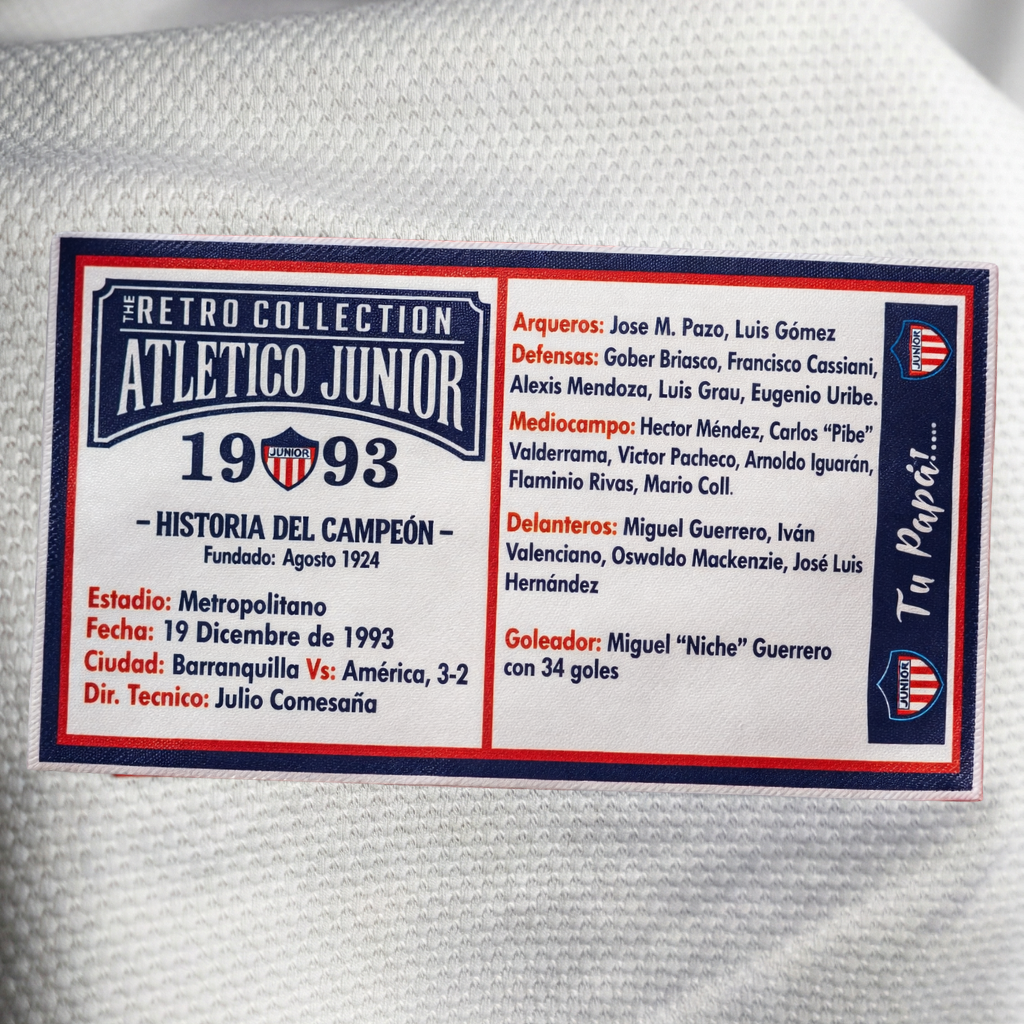 THE RETRO COLLECTION
ATLETICO JUNIOR
19 JUNIOR 93
- HISTORIA DEL CAMPEÓN -
Fundado: Agosto 1924
Estadio: Metropolitano
Fecha: 19 Dicembre de 1993
Ciudad: Barranquilla Vs: América, 3-2
Dir. Tecnico: Julio Comesaña
Arqueros: Jose M. Pazo, Luis Gómez
Defensas: Gober Briasco, Francisco Cassiani,
Alexis Mendoza, Luis Grau, Eugenio Uribe.
Mediocampo: Hector Méndez, Carlos “Pibe”
Valderrama, Victor Pacheco, Arnoldo Iguarán,
Flaminio Rivas, Mario Coll.
Delanteros: Miguel Guerrero, Iván
Valenciano, Oswaldo Mackenzie, José Luis
Hernández
Goleador: Miguel “Niche” Guerrero
con 34 goles
JUNIOR
Tu Papá!....
JUNIOR